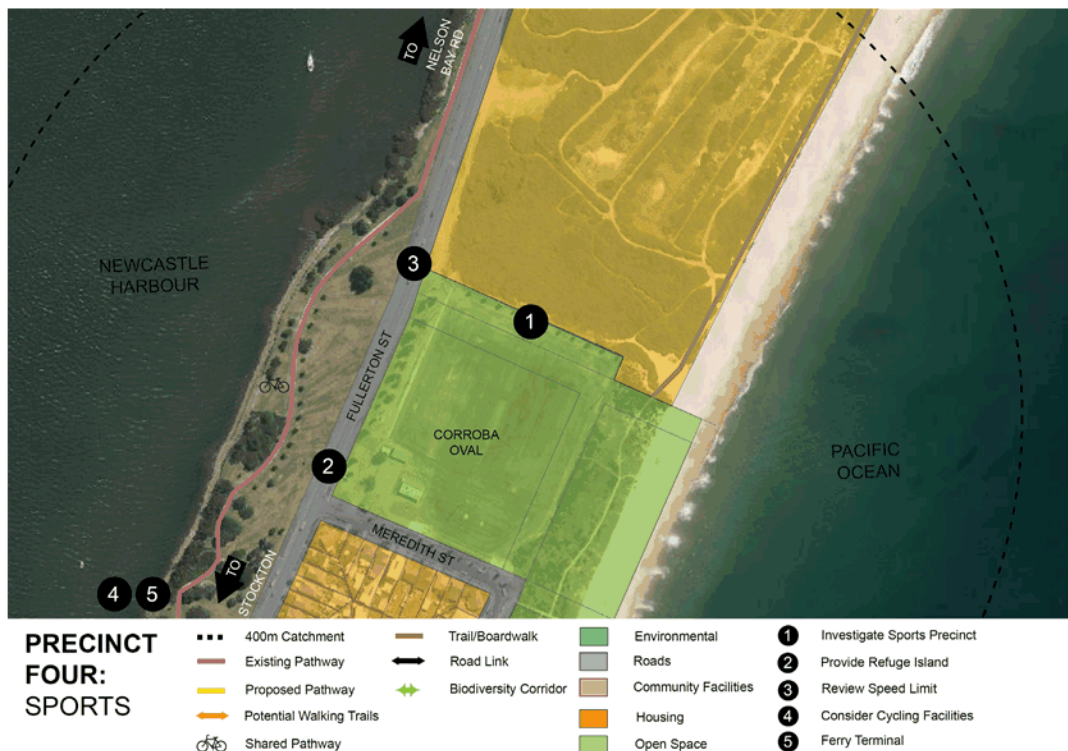 TO
NELSON
BAY RD
NEWCASTLE
HARBOUR
3
1
FULLERTON ST
CORROBA
OVAL
PACIFIC
OCEAN
2
MEREDITH ST
4
5
TO
STOCKTON
PRECINCT
FOUR:
SPORTS
400m Catchment
Existing Pathway
Proposed Pathway
Potential Walking Trails
Shared Pathway
Trail/Boardwalk
Road Link
Biodiversity Corridor
Environmental
Roads
Community Facilities
Housing
Open Space
1 Investigate Sports Precinct
2 Provide Refuge Island
3 Review Speed Limit
4 Consider Cycling Facilities
5 Ferry Terminal